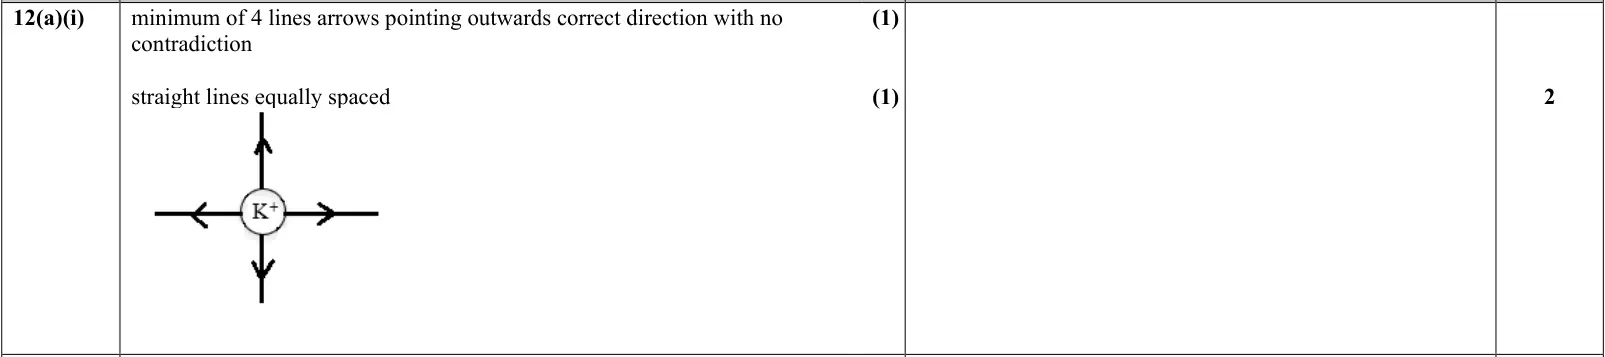 12(a)(i) minimum of 4 lines arrows pointing outwards correct direction with no (1)
contradiction
straight lines equally spaced (1) 2
K+